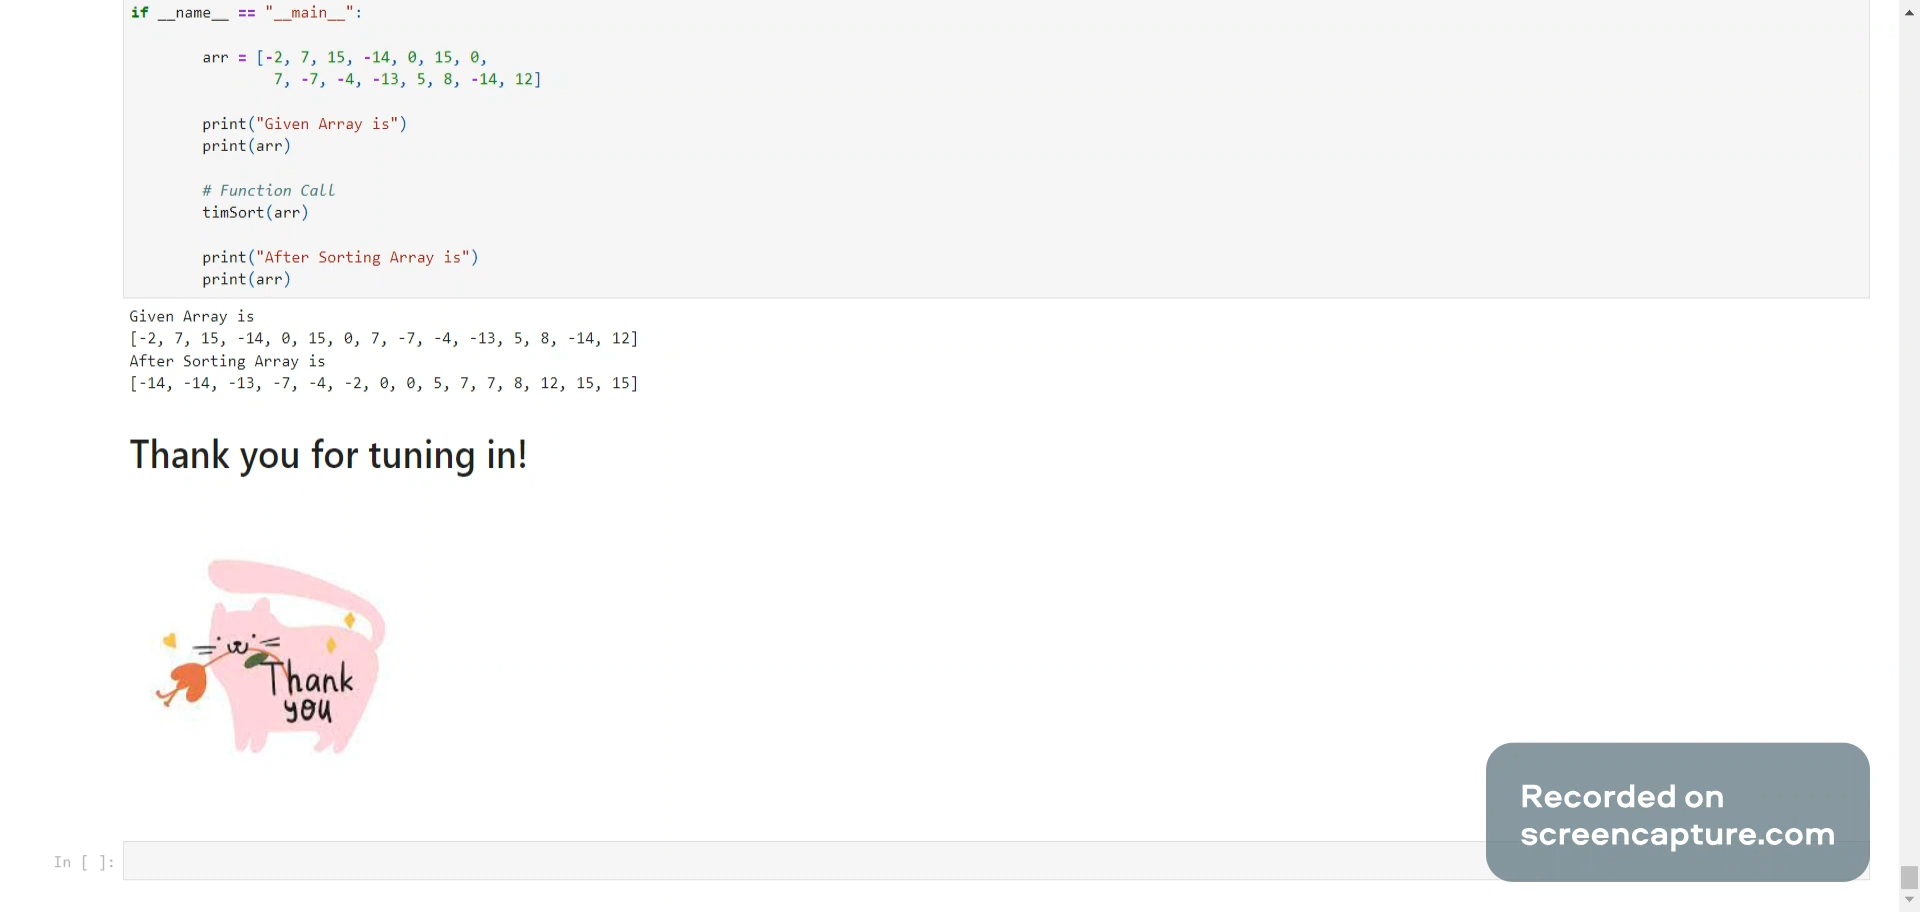 if __name__ == "__main__":
arr = [-2, 7, 15, -14, 0, 15, 0,
7, -7, -4, -13, 5, 8, -14, 12]
print("Given Array is")
print(arr)
# Function Call
timSort(arr)
print("After Sorting Array is")
print(arr)
Given Array is
[-2, 7, 15, -14, 0, 15, 0, 7, -7, -4, -13, 5, 8, -14, 12]
After Sorting Array is
[-14, -14, -13, -7, -4, -2, 0, 0, 5, 7, 7, 8, 12, 15, 15]
Thank you for tuning in!
Thank
you
Recorded on
screencapture.com
In [ ]: